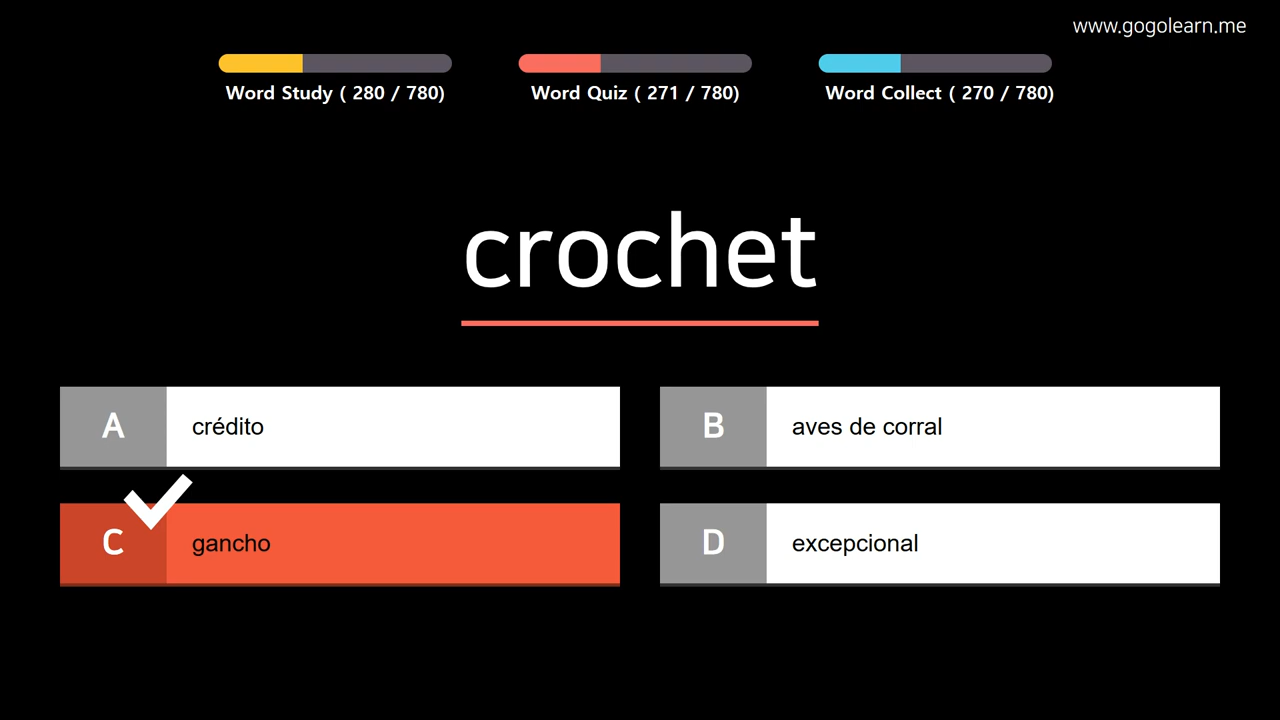 www.gogolearn.me
Word Study ( 280 / 780)
Word Quiz ( 271 / 780)
Word Collect ( 270 / 780)
crochet
A crédito
B aves de corral
C gancho
D excepcional